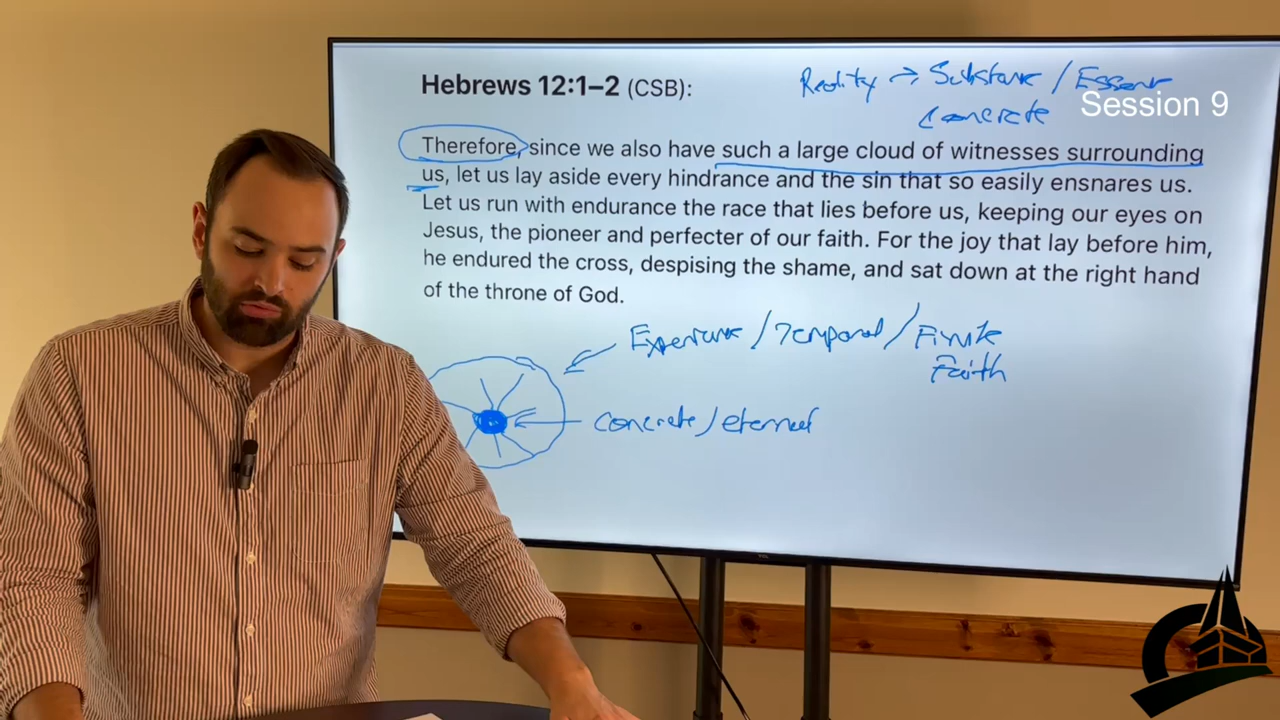 Reality → Substance / Essence
Concrete
Session 9
Hebrews 12:1–2 (CSB):
Therefore, since we also have such a large cloud of witnesses surrounding
us, let us lay aside every hindrance and the sin that so easily ensnares us.
Let us run with endurance the race that lies before us, keeping our eyes on
Jesus, the pioneer and perfecter of our faith. For the joy that lay before him,
he endured the cross, despising the shame, and sat down at the right hand
of the throne of God.
Experience / Temporal / Finite
Faith
Concrete / eternal
TCL